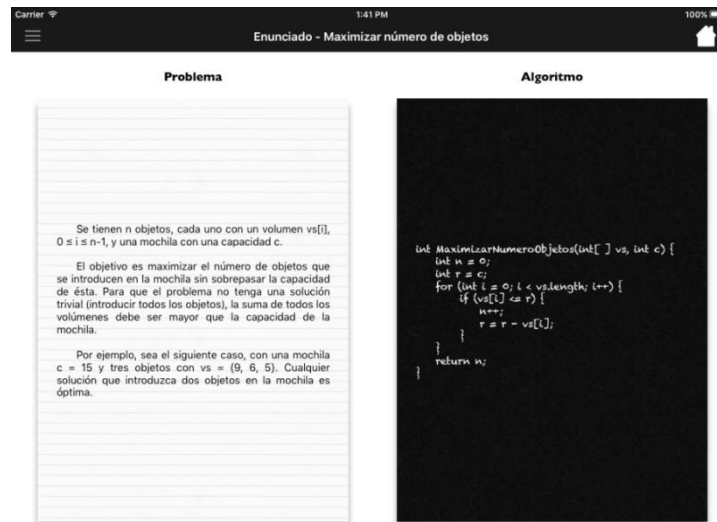 Carrier 1:41 PM 100%
Enunciado - Maximizar número de objetos
Problema
Se tienen n objetos, cada uno con un volumen vs[i],
0 ≤ i ≤ n-1, y una mochila con una capacidad c.
El objetivo es maximizar el número de objetos que
se introducen en la mochila sin sobrepasar la capacidad
de ésta. Para que el problema no tenga una solución
trivial (introducir todos los objetos), la suma de todos los
volúmenes debe ser mayor que la capacidad de la
mochila.
Por ejemplo, sea el siguiente caso, con una mochila
c = 15 y tres objetos con vs = {9, 6, 5}. Cualquier
solución que introduzca dos objetos en la mochila es
óptima.
Algoritmo
int MaximizarNumeroObjetos(int[ ] vs, int c) {
int n = 0;
int r = c;
for (int i = 0; i < vs.length; i++) {
if (vs[i] <= r) {
n++;
r = r - vs[i];
}
}
return n;
}